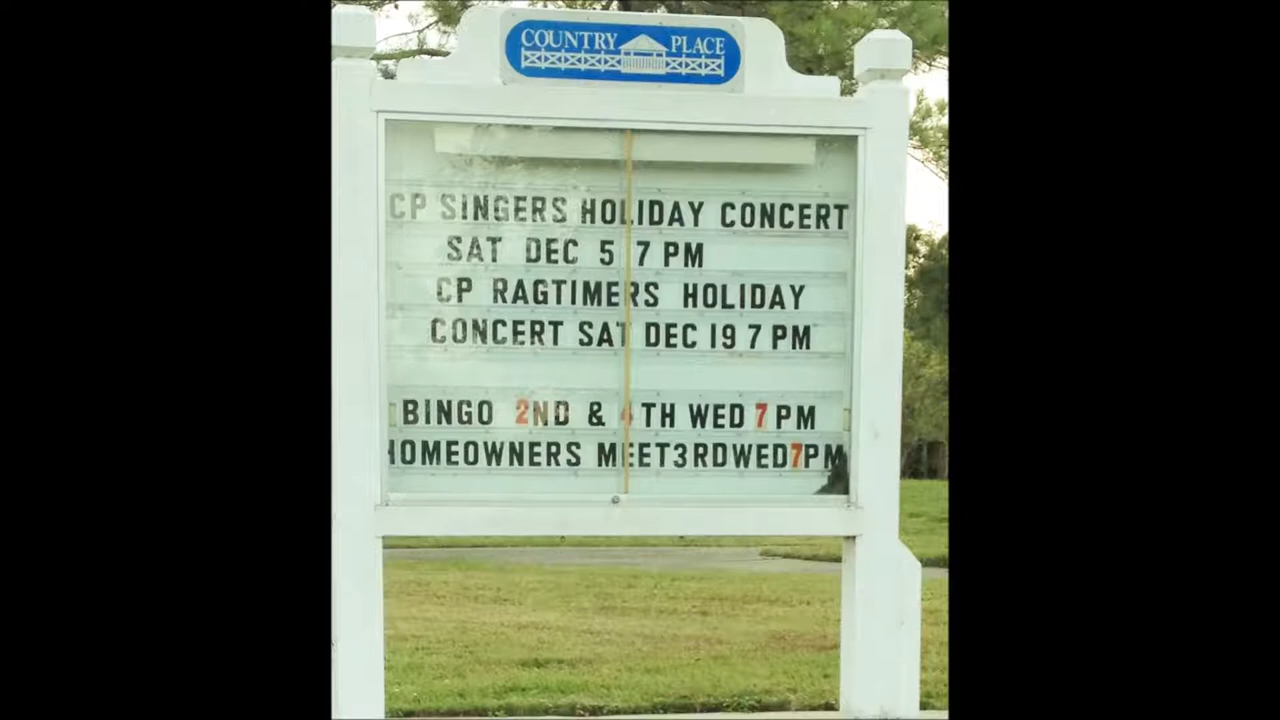 COUNTRY PLACE
CP SINGERS HOLIDAY CONCERT
SAT DEC 5 7 PM
CP RAGTIMERS HOLIDAY
CONCERT SAT DEC 19 7 PM
BINGO 2ND & 4TH WED 7 PM
HOMEOWNERS MEET3RDWED7PM